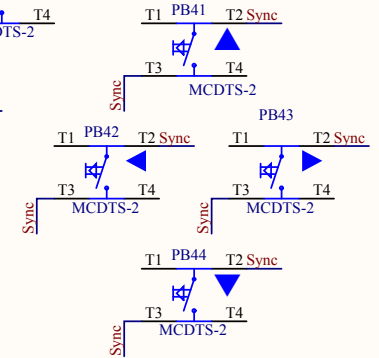 T4
DTS-2
PB41
T1 T2 Sync
T3 T4
Sync
MCDTS-2
PB42
T1 T2 Sync
T3 T4
Sync
MCDTS-2
PB43
T1 T2 Sync
T3 T4
Sync
MCDTS-2
PB44
T1 T2 Sync
T3 T4
Sync
MCDTS-2